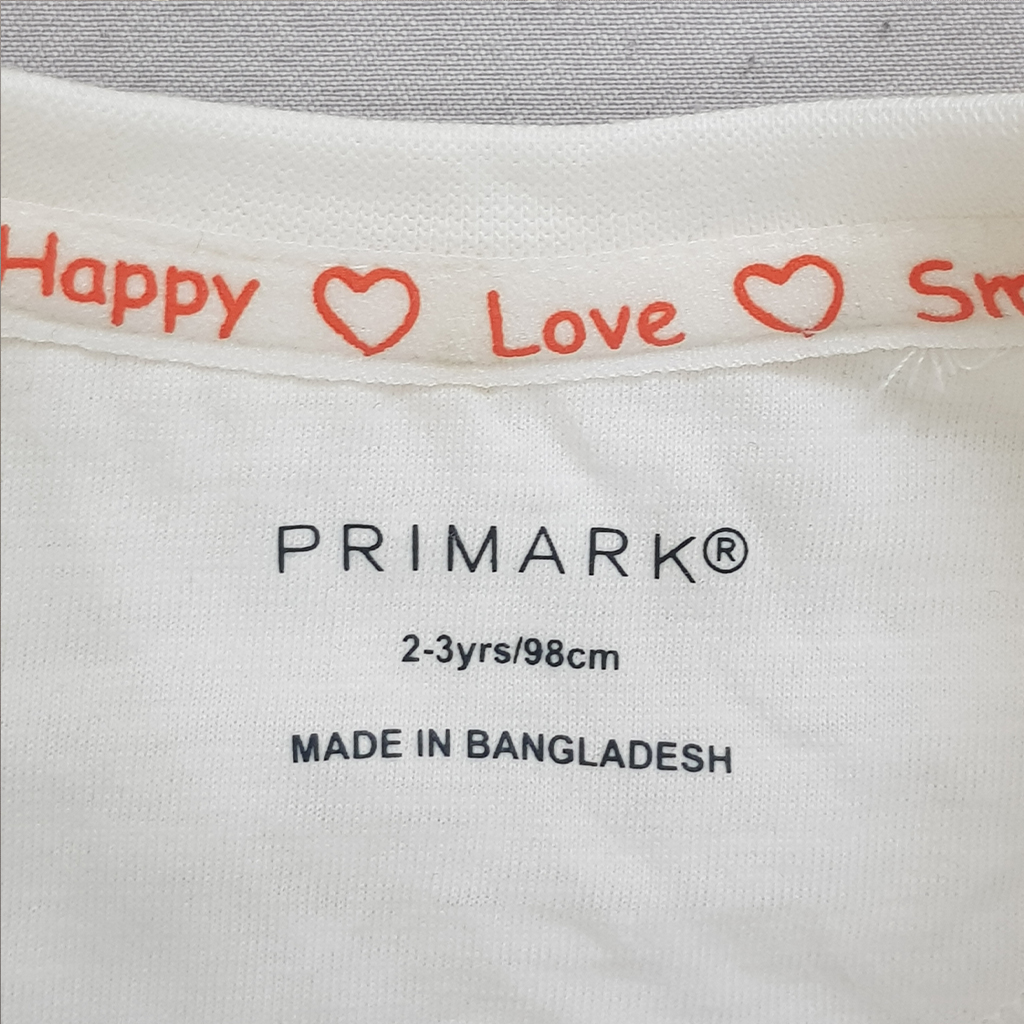 Happy Love
PRIMARK®
2-3yrs/98cm
MADE IN BANGLADESH